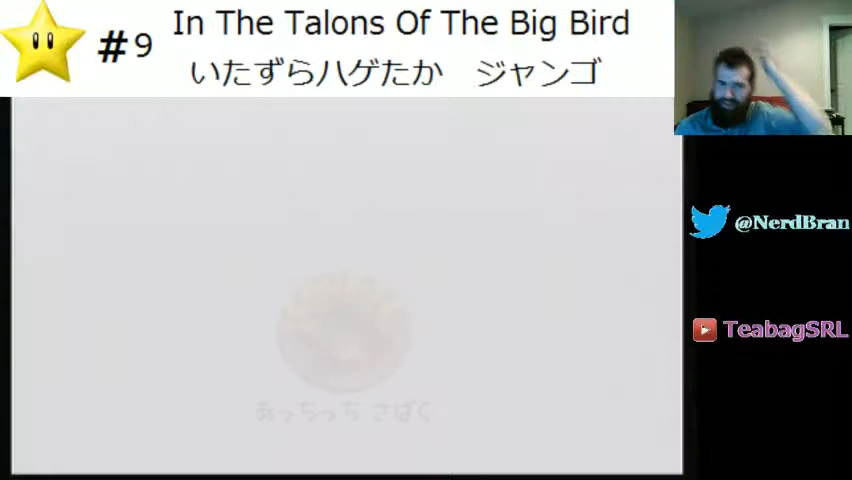 #9
In The Talons Of The Big Bird
いたずらハゲたか ジャンゴ
@NerdBran
TeabagSRL
あっちっち さばく